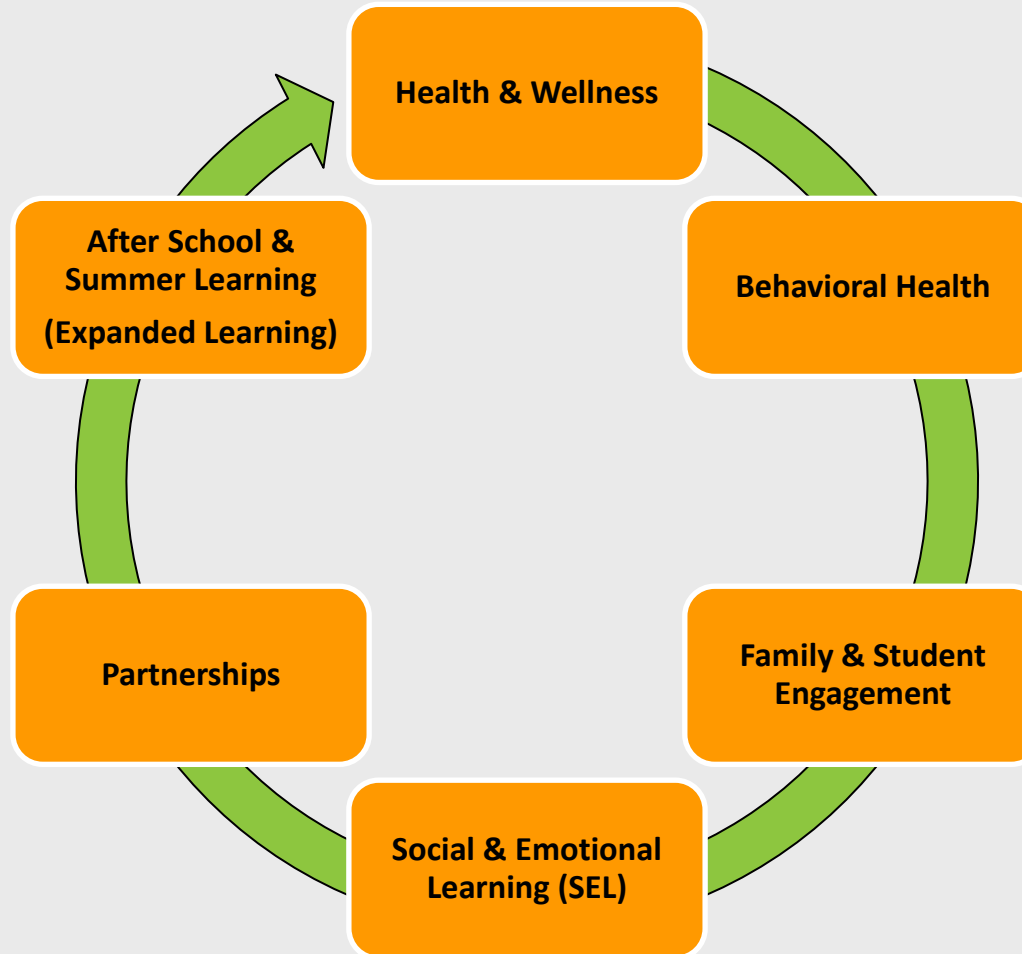 Health & Wellness
Behavioral Health
Family & Student
Engagement
Social & Emotional
Learning (SEL)
Partnerships
After School &
Summer Learning
(Expanded Learning)